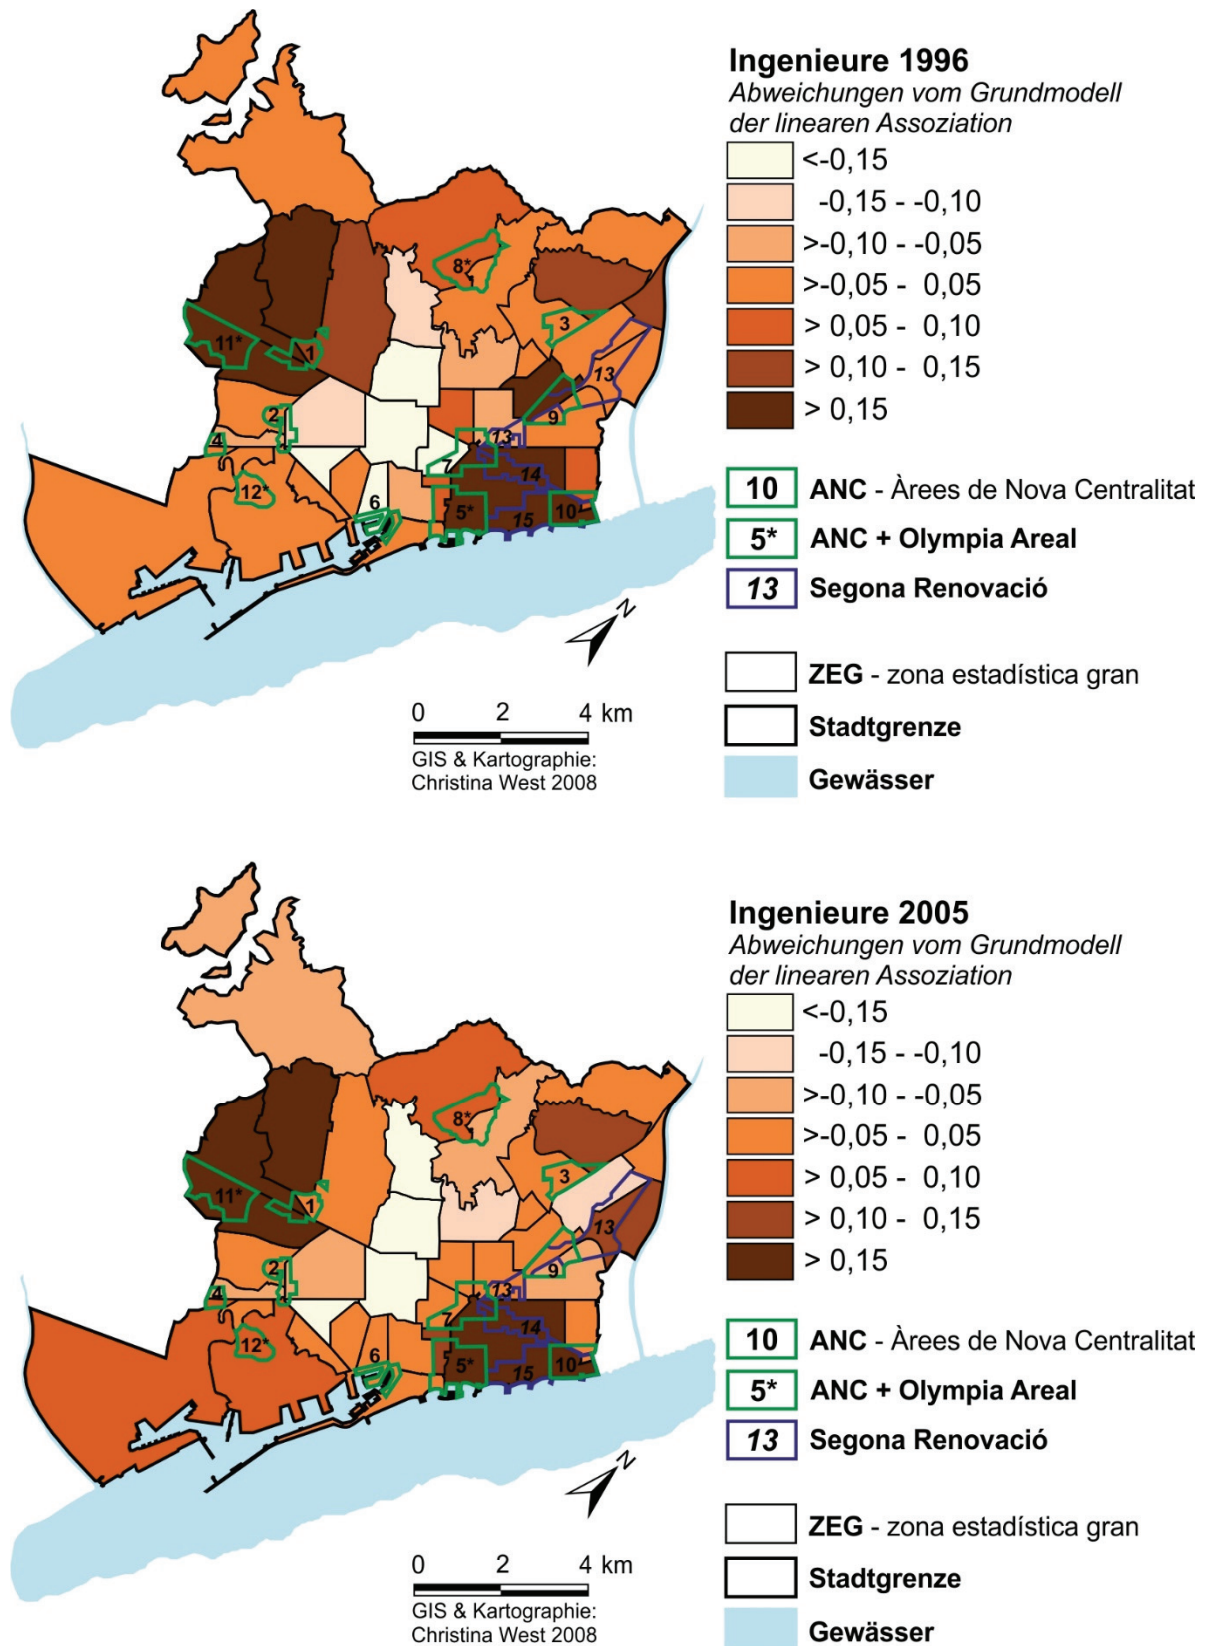 Ingenieure 1996
Abweichungen vom Grundmodell
der linearen Assoziation
<-0,15
-0,15 - -0,10
>-0,10 - -0,05
>-0,05 - 0,05
> 0,05 - 0,10
> 0,10 - 0,15
> 0,15
10 ANC - Àrees de Nova Centralitat
5* ANC + Olympia Areal
13 Segona Renovació
ZEG - zona estadística gran
Stadtgrenze
Gewässer
8*
3
11*
1
13
2
9
4
13
7
14
12*
6
5*
15
10
N
0 2 4 km
GIS & Kartographie:
Christina West 2008
Ingenieure 2005
Abweichungen vom Grundmodell
der linearen Assoziation
<-0,15
-0,15 - -0,10
>-0,10 - -0,05
>-0,05 - 0,05
> 0,05 - 0,10
> 0,10 - 0,15
> 0,15
10 ANC - Àrees de Nova Centralitat
5* ANC + Olympia Areal
13 Segona Renovació
ZEG - zona estadística gran
Stadtgrenze
Gewässer
8*
3
11*
1
13
2
9
4
13
7
14
12*
6
5*
15
10
N
0 2 4 km
GIS & Kartographie:
Christina West 2008